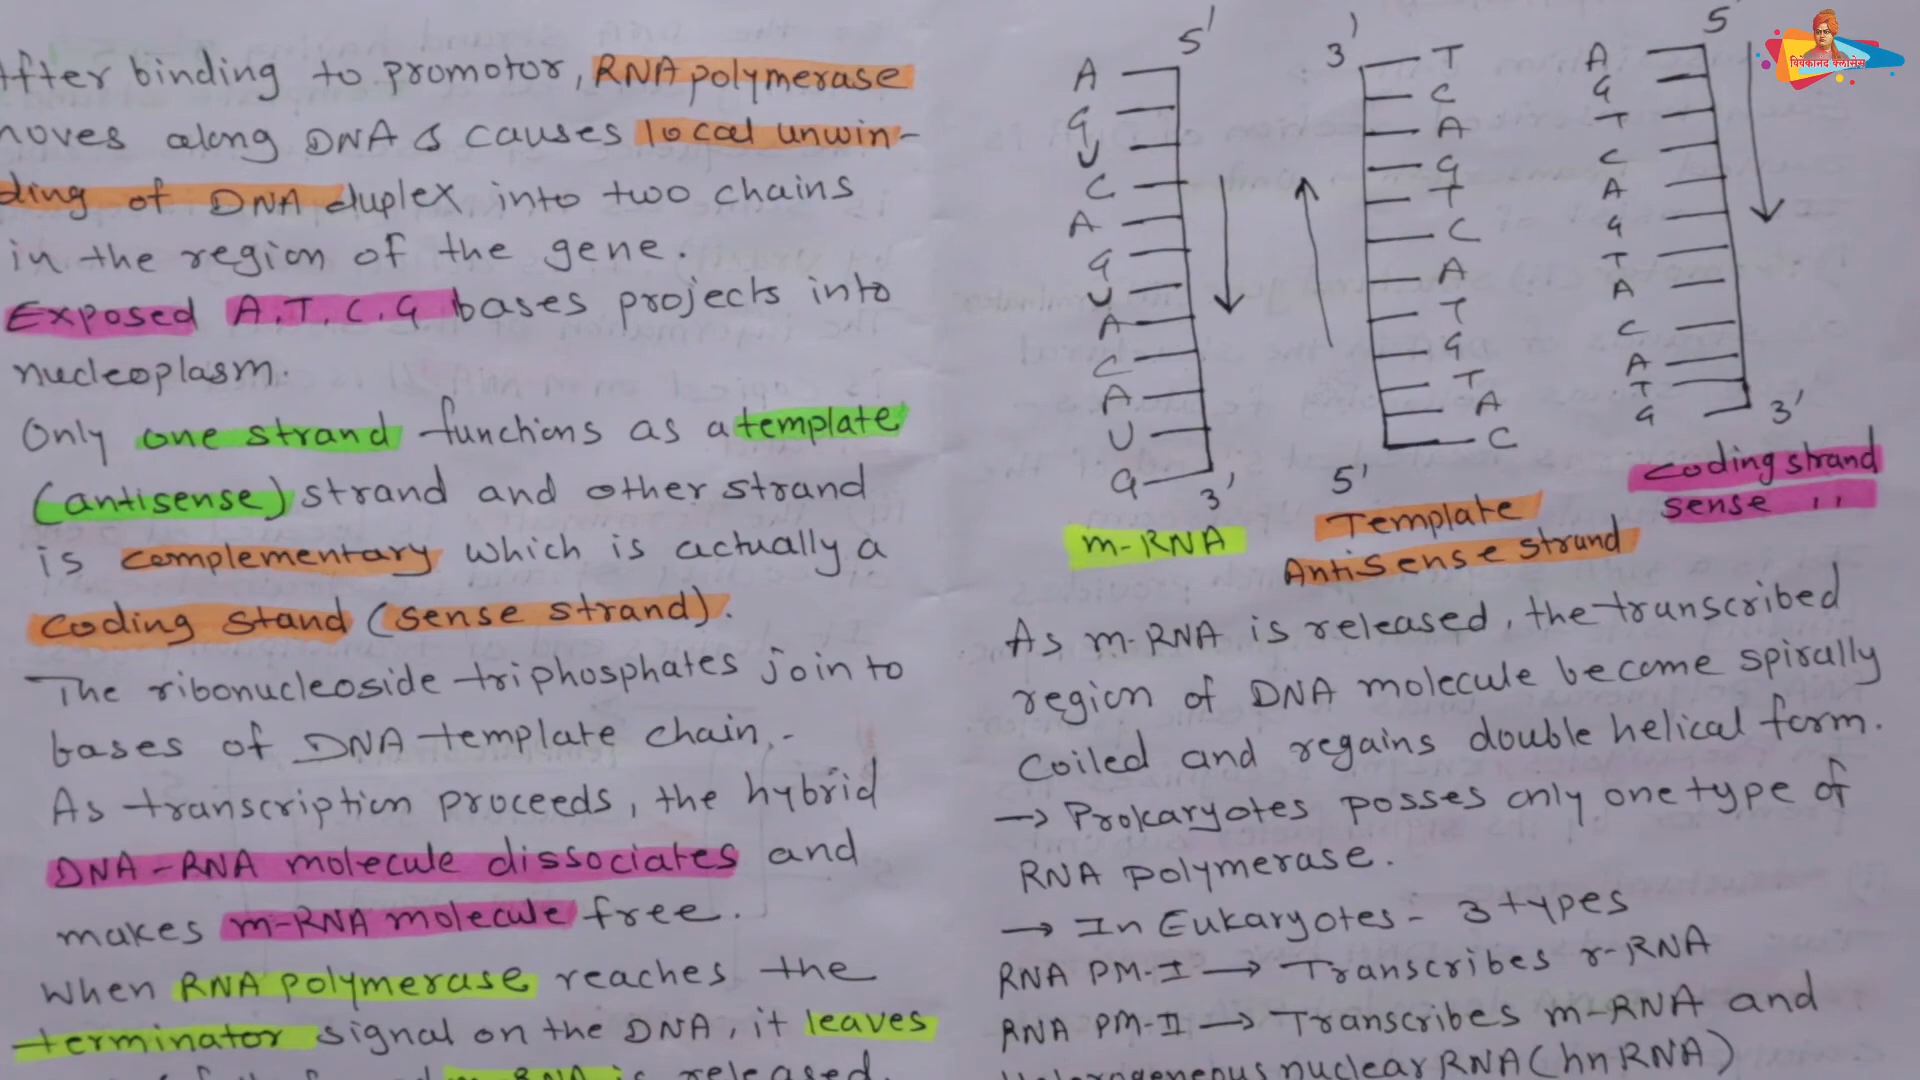 After binding to promotor, RNA polymerase
moves along DNA & causes local unwin-
ding of DNA duplex into two chains
in the region of the gene.
Exposed A.T.C.G bases projects into
nucleoplasm.
Only one strand functions as a template
(antisense) strand and other strand
is complementary which is actually a
coding stand (sense strand).
The ribonucleoside triphosphates join to
bases of DNA template chain.-
As transcription proceeds, the hybrid
DNA-RNA molecule dissociates and
makes m-RNA molecule free.
When RNA polymerase reaches the
terminator signal on the DNA, it leaves
m-RNA is released.
5'
A
G
U
C
A
G
U
A
C
A
U
G
3'
m-RNA
3'
T
C
A
G
T
C
A
T
G
T
A
C
5'
Template
Antisense strand
5'
A
G
T
C
A
G
T
A
C
A
T
G
3'
Coding strand
sense ,,
As m-RNA is released, the transcribed
region of DNA molecule become spirally
coiled and regains double helical form.
→ Prokaryotes posses only one type of
RNA polymerase.
→ In Eukaryotes - 3 types
RNA PM-I → Transcribes r-RNA
RNA PM-II → Transcribes m-RNA and
Heterogeneous nuclear RNA (hnRNA)
विवेकानंद क्लासेस